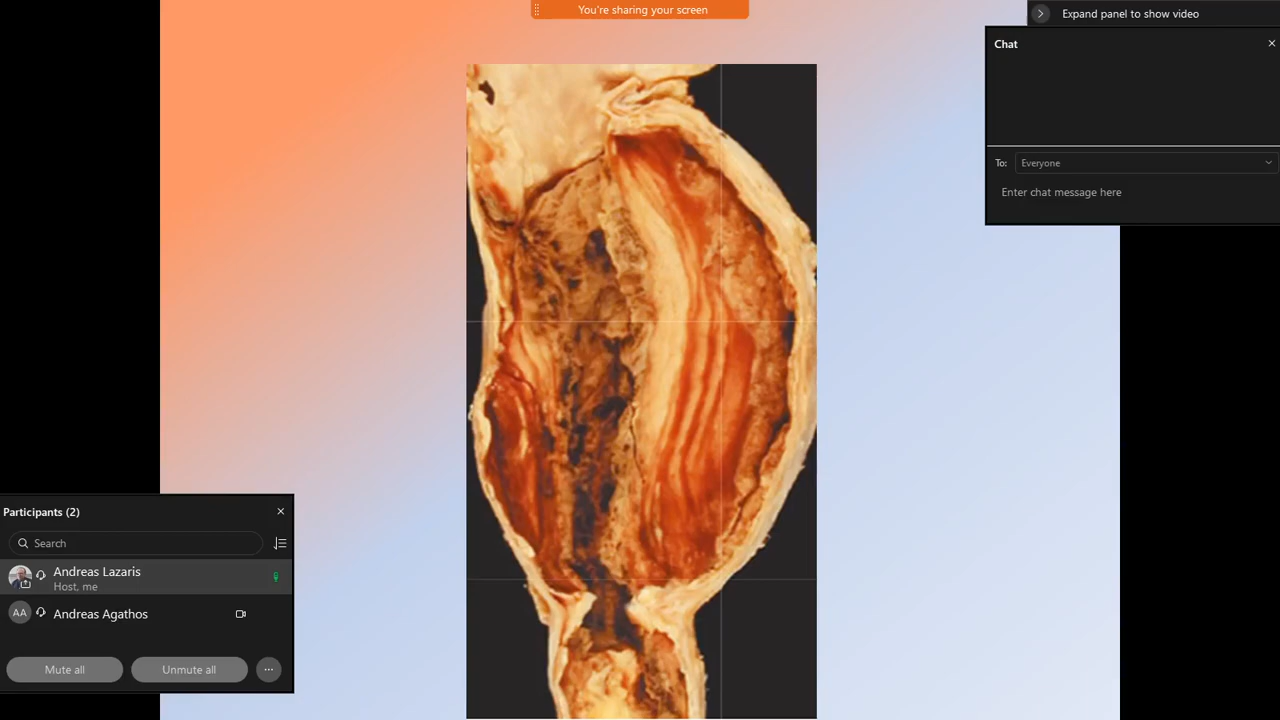 You're sharing your screen
Expand panel to show video
Chat
To: Everyone
Enter chat message here
Participants (2)
Search
Andreas Lazaris
Host, me
AA Andreas Agathos
Mute all
Unmute all
...